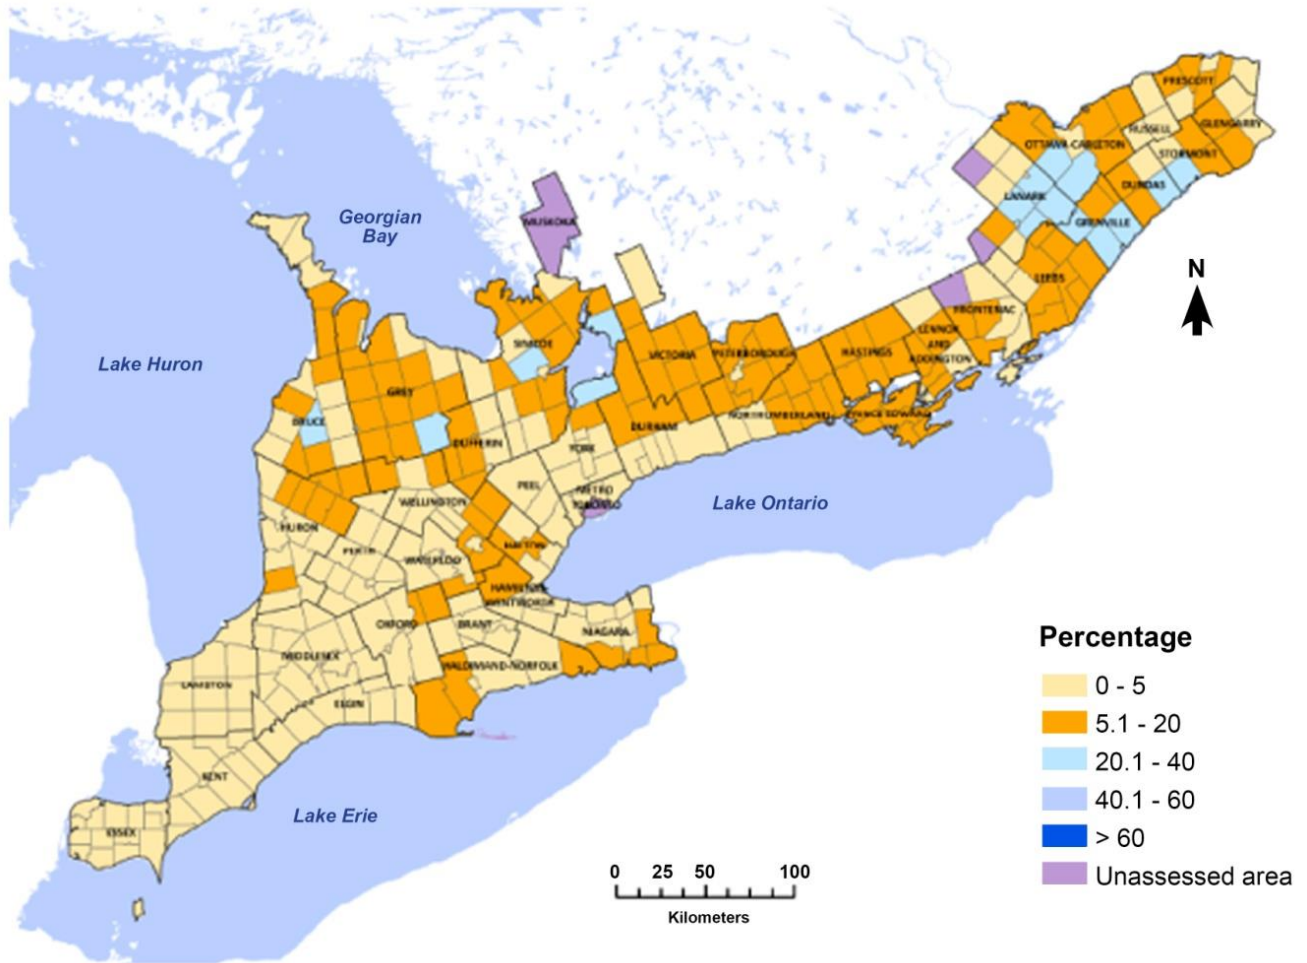 PRESCOTT
RUSSELL
GLENGARRY
OTTAWA-CARLETON
STORMONT
DUNDAS
LANARK
GRENVILLE
MUSKOKA
Georgian
Bay
N
LEEDS
FRONTENAC
LENNOX
AND
ADDINGTON
SIMCOE
VICTORIA
PETERBOROUGH
HASTINGS
Lake Huron
GREY
BRUCE
DUFFERIN
DURHAM
NORTHUMBERLAND
PRINCE EDWARD
YORK
PEEL
METRO
TORONTO
Lake Ontario
WELLINGTON
HURON
PERTH
WATERLOO
HALTON
HAMILTON-
WENTWORTH
OXFORD
BRANT
NIAGARA
MIDDLESEX
HALDIMAND-NORFOLK
LAMBTON
ELGIN
KENT
ESSEX
Lake Erie
Percentage
0 - 5
5.1 - 20
20.1 - 40
40.1 - 60
> 60
Unassessed area
0 25 50 100
Kilometers